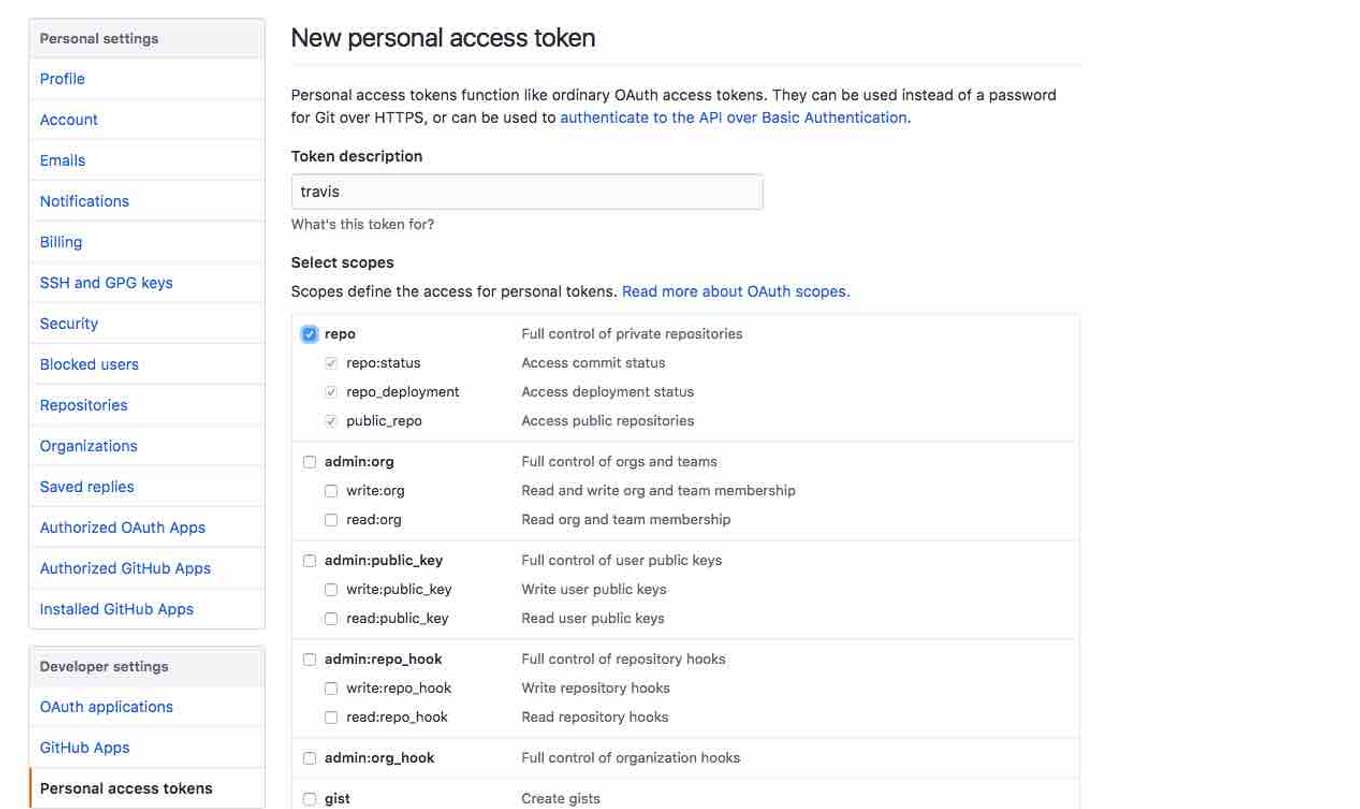 Personal settings
Profile
Account
Emails
Notifications
Billing
SSH and GPG keys
Security
Blocked users
Repositories
Organizations
Saved replies
Authorized OAuth Apps
Authorized GitHub Apps
Installed GitHub Apps
Developer settings
OAuth applications
GitHub Apps
Personal access tokens
New personal access token
Personal access tokens function like ordinary OAuth access tokens. They can be used instead of a password
for Git over HTTPS, or can be used to authenticate to the API over Basic Authentication.
Token description
travis
What's this token for?
Select scopes
Scopes define the access for personal tokens. Read more about OAuth scopes.
repo Full control of private repositories
repo:status Access commit status
repo_deployment Access deployment status
public_repo Access public repositories
admin:org Full control of orgs and teams
write:org Read and write org and team membership
read:org Read org and team membership
admin:public_key Full control of user public keys
write:public_key Write user public keys
read:public_key Read user public keys
admin:repo_hook Full control of repository hooks
write:repo_hook Write repository hooks
read:repo_hook Read repository hooks
admin:org_hook Full control of organization hooks
gist Create gists